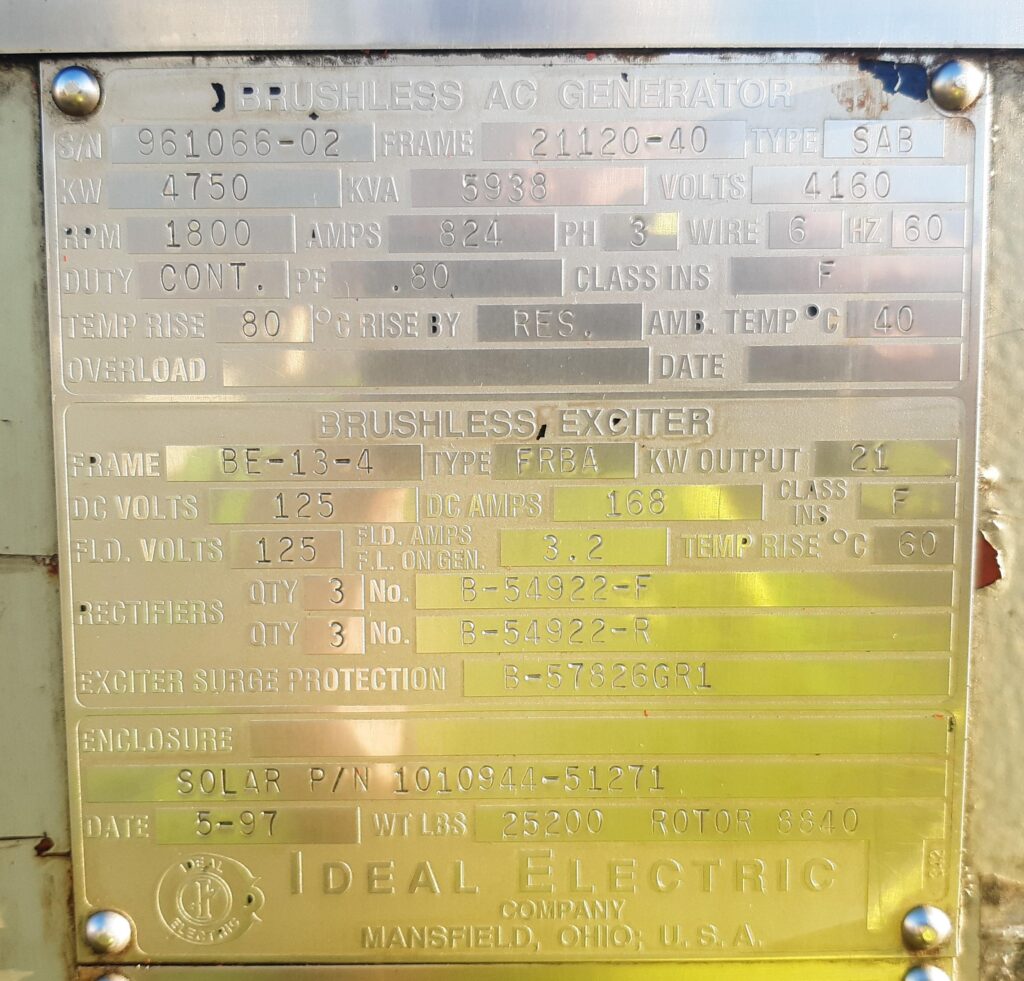 BRUSHLESS AC GENERATOR
S/N 961066-02 FRAME 21120-40 TYPE SAB
KW 4750 KVA 5938 VOLTS 4160
RPM 1800 AMPS 824 PH 3 WIRE 6 HZ 60
DUTY CONT. PF .80 CLASS INS F
TEMP RISE 80 °C RISE BY RES. AMB. TEMP °C 40
OVERLOAD DATE
BRUSHLESS EXCITER
FRAME BE-13-4 TYPE FRBA KW OUTPUT 21
DC VOLTS 125 DC AMPS 168 CLASS INS F
FLD. VOLTS 125 FLD. AMPS F.L. ON GEN. 3.2 TEMP RISE °C 60
RECTIFIERS
QTY 3 No. B-54922-F
QTY 3 No. B-54922-R
EXCITER SURGE PROTECTION B-57826GR1
ENCLOSURE
SOLAR P/N 1010944-51271
DATE 5-97 WT LBS 25200 ROTOR 8840
IDEAL ELECTRIC
IDEAL ELECTRIC
COMPANY
MANSFIELD, OHIO, U. S. A.